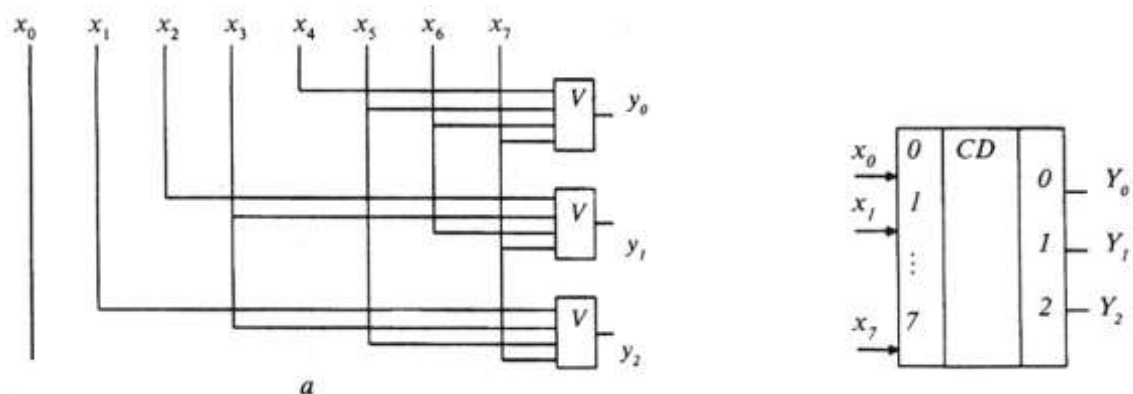 x₀ x₁ x₂ x₃ x₄ x₅ x₆ x₇
V y₀
V
y₁
V
y₂
a
x₀ 0 CD
0 Y₀
x₁ 1
1 Y₁
⋮
x₇ 7 2 Y₂